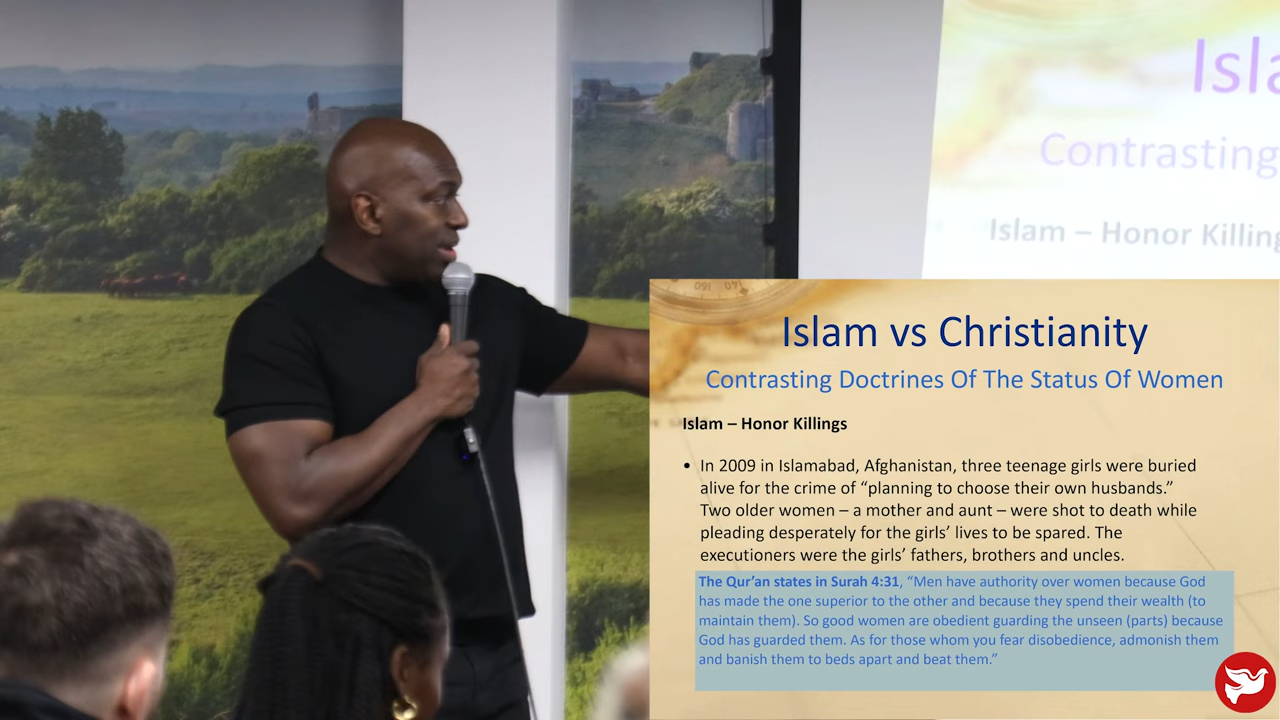 Isla
Contrasting
Islam – Honor Killing
Islam vs Christianity
Contrasting Doctrines Of The Status Of Women
Islam – Honor Killings
• In 2009 in Islamabad, Afghanistan, three teenage girls were buried
alive for the crime of “planning to choose their own husbands.”
Two older women – a mother and aunt – were shot to death while
pleading desperately for the girls’ lives to be spared. The
executioners were the girls’ fathers, brothers and uncles.
The Qur’an states in Surah 4:31, “Men have authority over women because God
has made the one superior to the other and because they spend their wealth (to
maintain them). So good women are obedient guarding the unseen (parts) because
God has guarded them. As for those whom you fear disobedience, admonish them
and banish them to beds apart and beat them.”